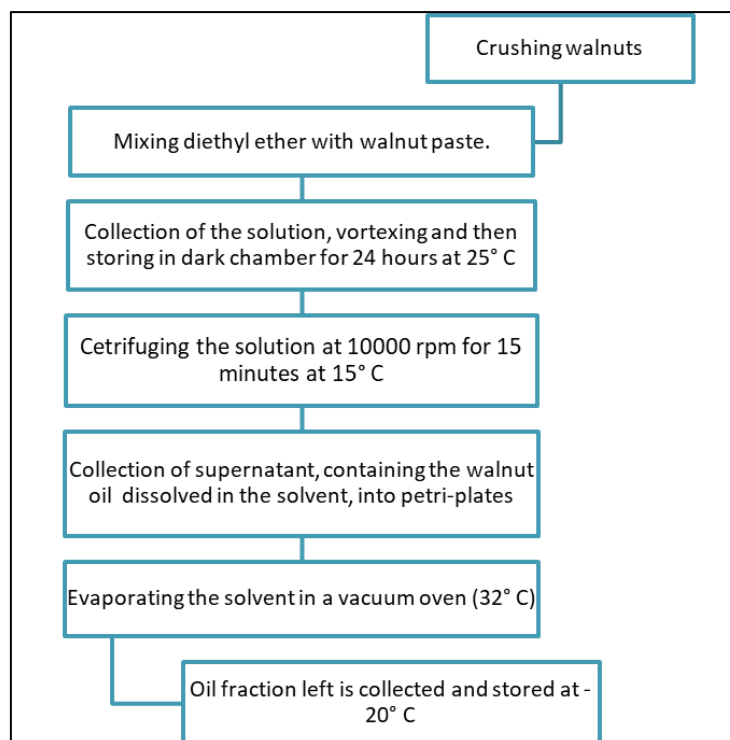 Crushing walnuts
Mixing diethyl ether with walnut paste.
Collection of the solution, vortexing and then
storing in dark chamber for 24 hours at 25° C
Cetrifuging the solution at 10000 rpm for 15
minutes at 15° C
Collection of supernatant, containing the walnut
oil dissolved in the solvent, into petri-plates
Evaporating the solvent in a vacuum oven (32° C)
Oil fraction left is collected and stored at -
20° C